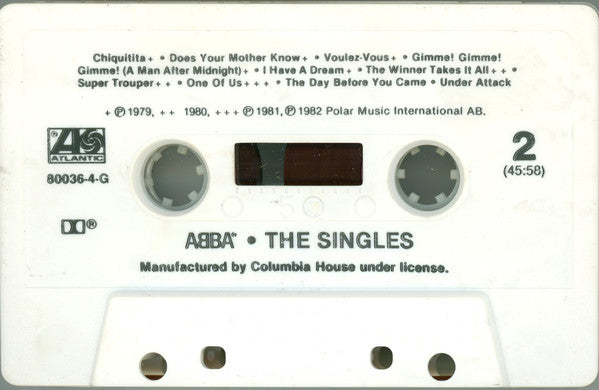 Chiquitita + • Does Your Mother Know + • Voulez-Vous + • Gimme! Gimme!
Gimme! (A Man After Midnight) + • I Have A Dream + • The Winner Takes It All + + •
Super Trouper + + • One Of Us + + + • The Day Before You Came • Under Attack
+ ℗ 1979, + + 1980, + + + ℗ 1981, ℗ 1982 Polar Music International AB.
ATLANTIC
80036-4-G
2
(45:58)
ABBA™ • THE SINGLES
Manufactured by Columbia House under license.